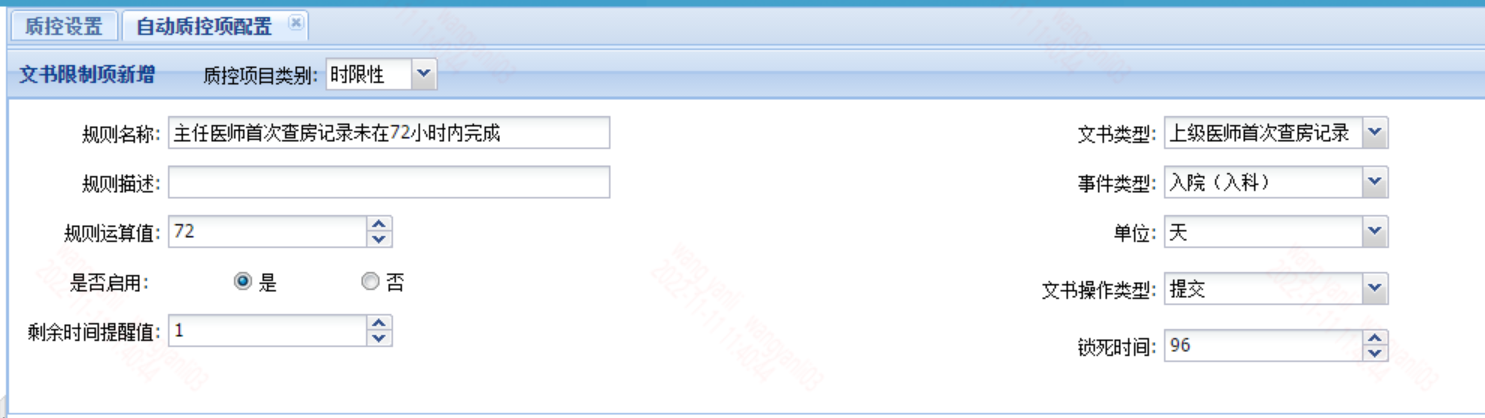 质控设置 自动质控项配置
文书限制项新增 质控项目类别: 时限性
规则名称: 主任医师首次查房记录未在72小时内完成 文书类型: 上级医师首次查房记录
规则描述: 事件类型: 入院（入科）
规则运算值: 72 单位: 天
是否启用: 是 否 文书操作类型: 提交
剩余时间提醒值: 1 锁死时间: 96